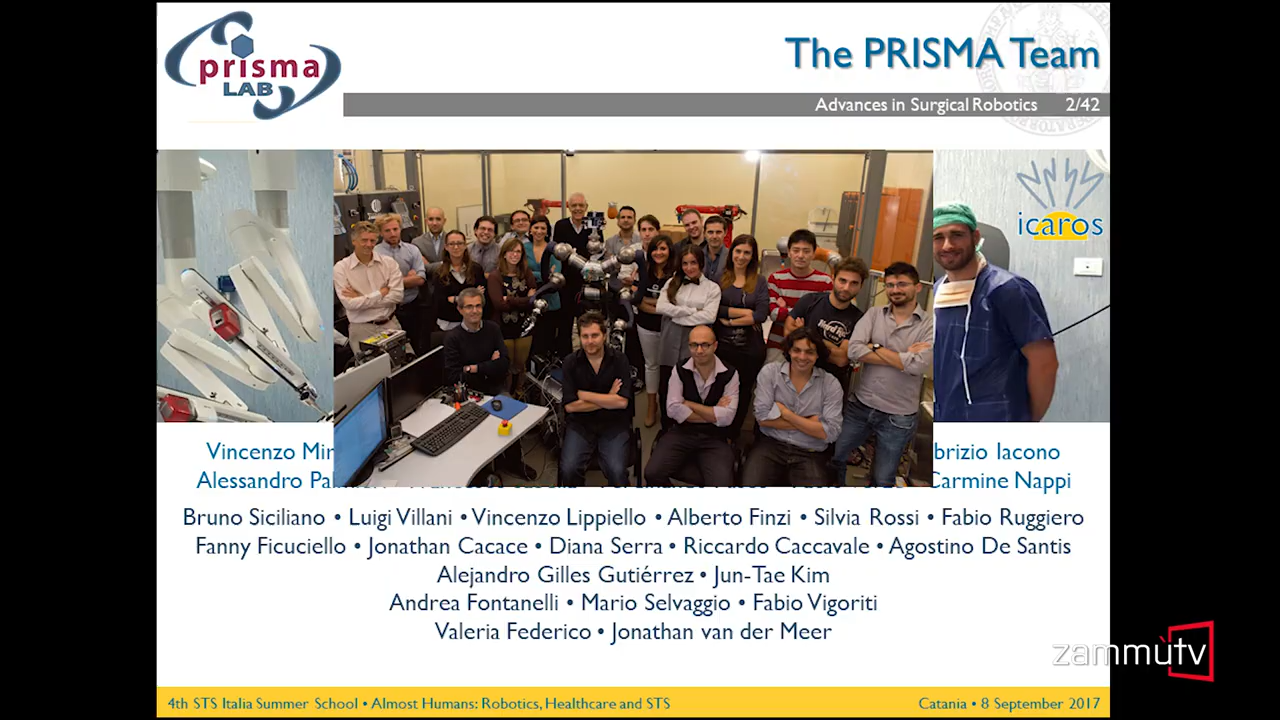 prisma
LAB
The PRISMA Team
Advances in Surgical Robotics 2/42
icaros
Vincenzo
Iacono
Alessandro
Carmine Nappi
Bruno Siciliano • Luigi Villani • Vincenzo Lippiello • Alberto Finzi • Silvia Rossi • Fabio Ruggiero
Fanny Ficuciello • Jonathan Cacace • Diana Serra • Riccardo Caccavale • Agostino De Santis
Alejandro Gilles Gutiérrez • Jun-Tae Kim
Andrea Fontanelli • Mario Selvaggio • Fabio Vigoriti
Valeria Federico • Jonathan van der Meer
zammùtv
4th STS Italia Summer School • Almost Humans: Robotics, Healthcare and STS
Catania • 8 September 2017